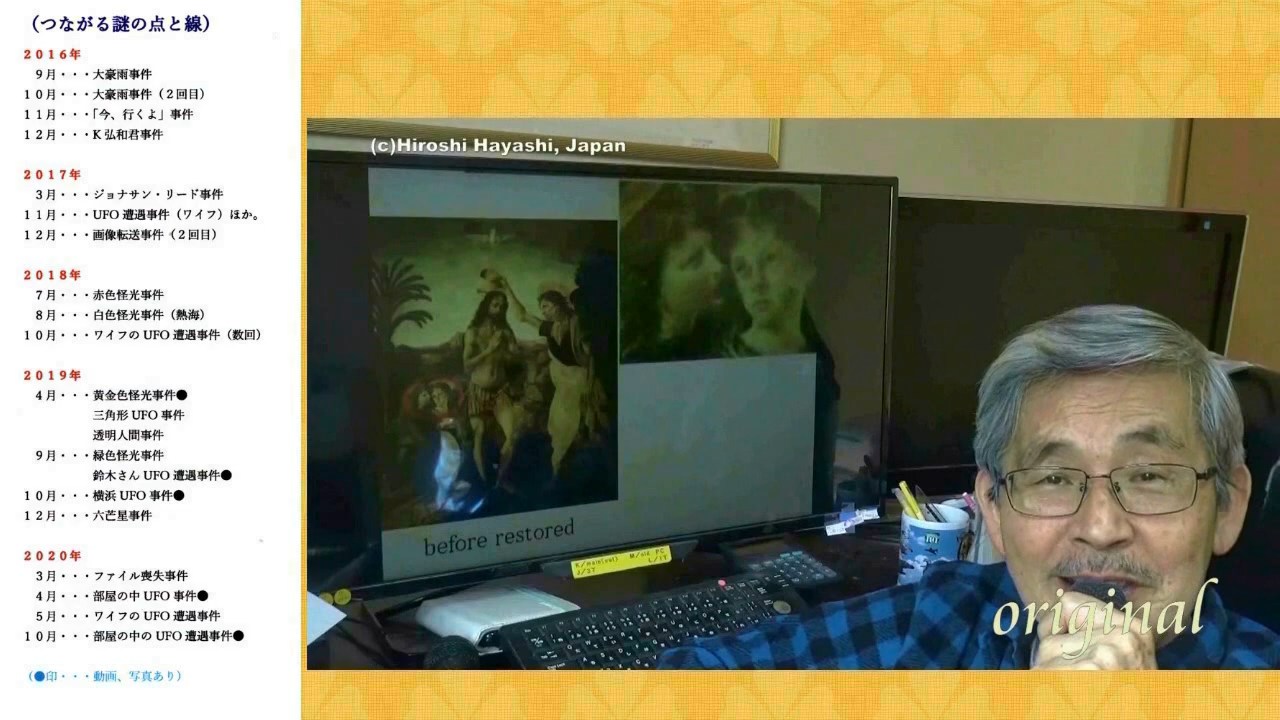 （つながる謎の点と線）
２０１６年
９月・・・大豪雨事件
１０月・・・大豪雨事件（２回目）
１１月・・・「今、行くよ」事件
１２月・・・K 弘和君事件
２０１７年
３月・・・ジョナサン・リード事件
１１月・・・UFO 遭遇事件（ワイフ）ほか。
１２月・・・画像転送事件（２回目）
２０１８年
７月・・・赤色怪光事件
８月・・・白色怪光事件（熱海）
１０月・・・ワイフの UFO 遭遇事件（数回）
２０１９年
４月・・・黄金色怪光事件●
三角形 UFO 事件
透明人間事件
９月・・・緑色怪光事件
鈴木さん UFO 遭遇事件●
１０月・・・横浜 UFO 事件●
１２月・・・六芒星事件
２０２０年
３月・・・ファイル喪失事件
４月・・・部屋の中 UFO 事件●
５月・・・ワイフの UFO 遭遇事件
１０月・・・部屋の中の UFO 遭遇事件●
（●印・・・動画、写真あり）
(c)Hiroshi Hayashi, Japan
before restored
original